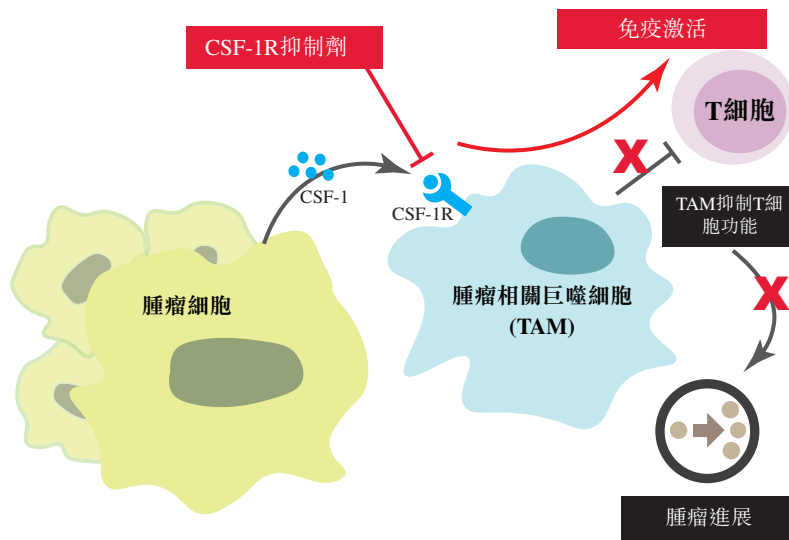 CSF-1R抑制劑
免疫激活
T細胞
CSF-1
CSF-1R
TAM抑制T細
胞功能
腫瘤細胞
腫瘤相關巨噬細胞
(TAM)
腫瘤進展